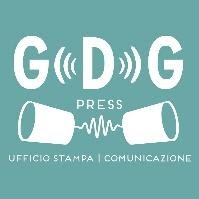 GDG
PRESS
UFFICIO STAMPA | COMUNICAZIONE